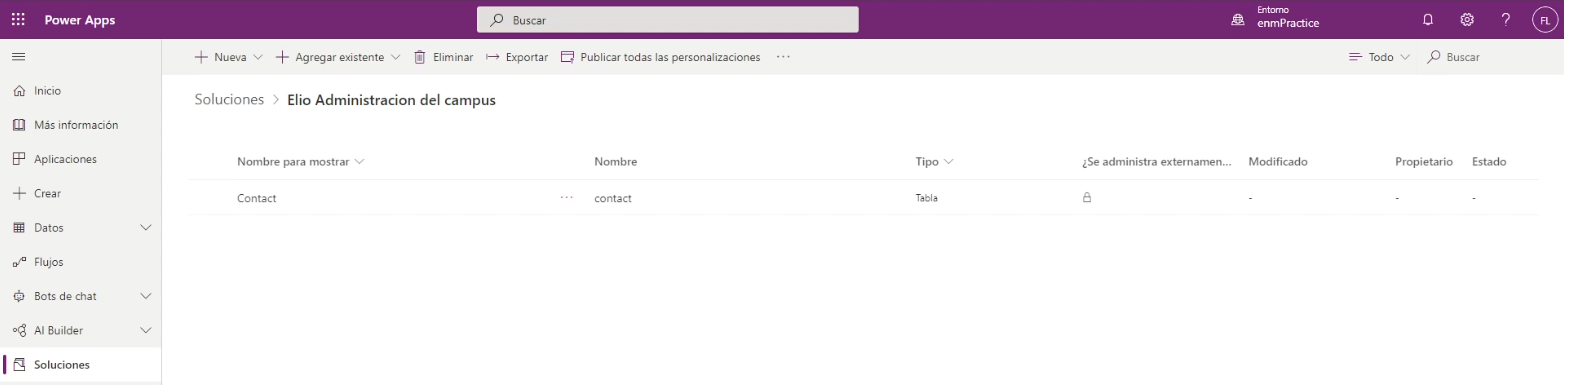 Power Apps
Buscar
Entorno
enmPractice
FL
Nueva
Agregar existente
Eliminar
Exportar
Publicar todas las personalizaciones
···
Todo
Buscar
Inicio
Más información
Aplicaciones
Crear
Datos
Flujos
Bots de chat
AI Builder
Soluciones
Soluciones > Elio Administracion del campus
Nombre para mostrar Nombre Tipo ¿Se administra externamen... Modificado Propietario Estado
Contact ··· contact Tabla - - -